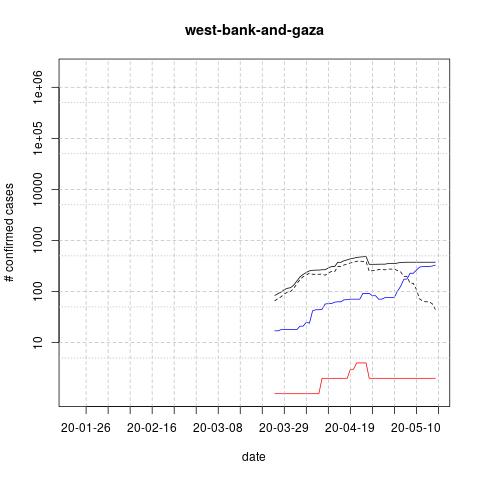 west-bank-and-gaza
# confirmed cases
1e+06
1e+05
10000
1000
100
10
20-01-26 20-02-16 20-03-08 20-03-29 20-04-19 20-05-10
date